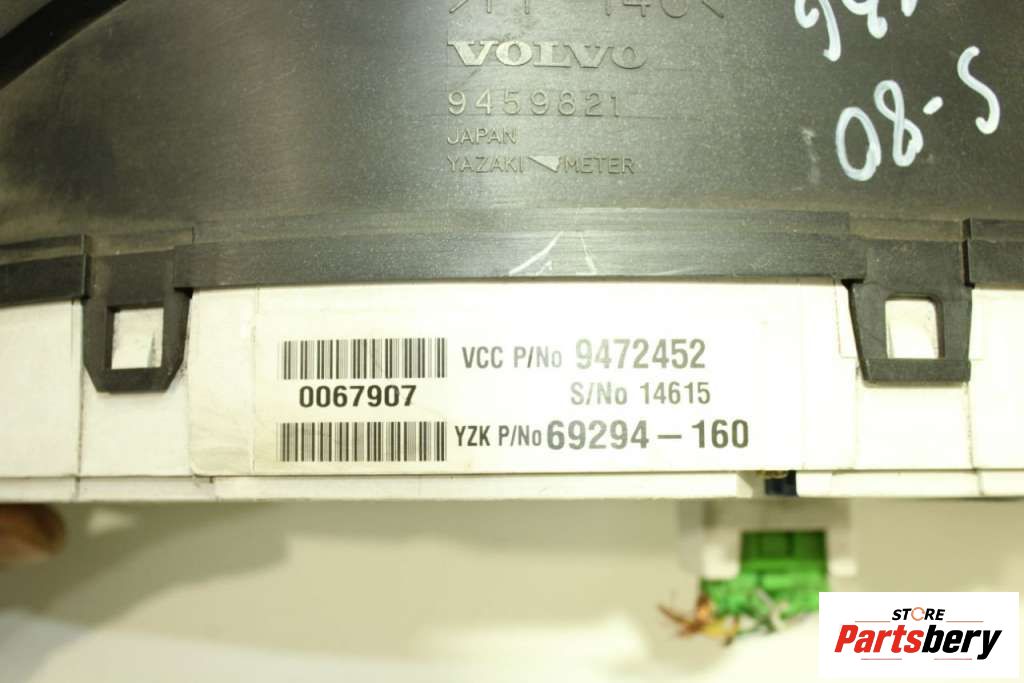 VOLVO
9459821
JAPAN
YAZAKI METER
08-S
VCC P/No 9472452
0067907
S/No 14615
YZK P/No 69294-160
STORE
Partsbery